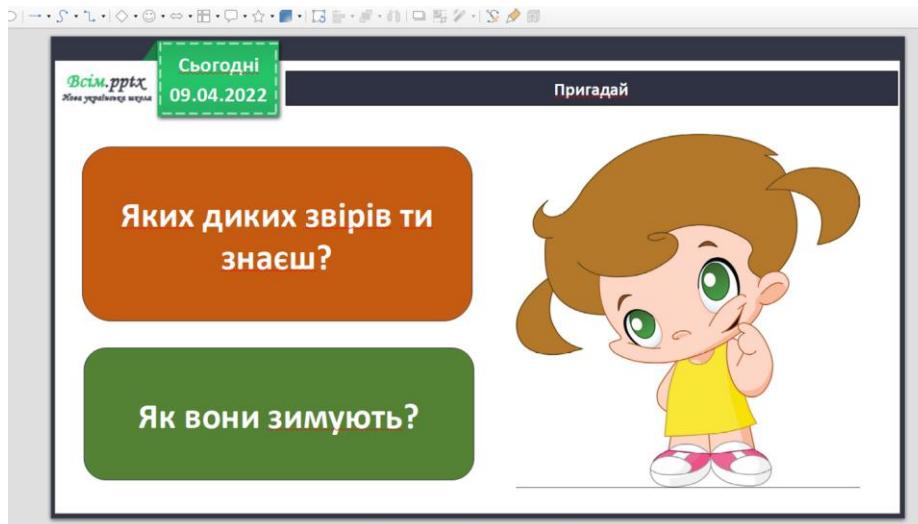 Всім.pptx
Нова українська школа
Сьогодні
09.04.2022
Пригадай
Яких диких звірів ти
знаєш?
Як вони зимують?